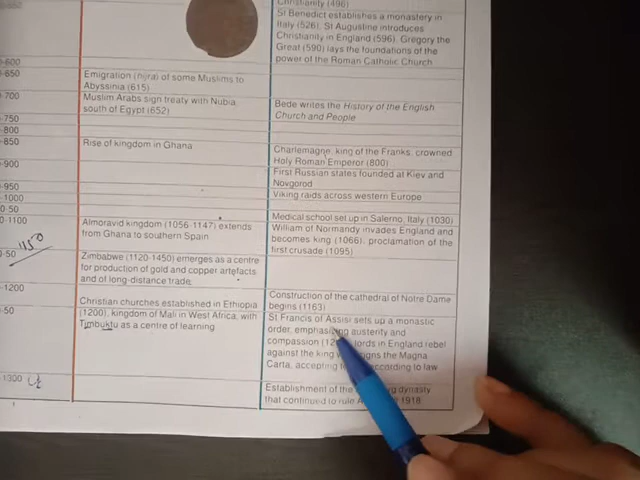 Christianity (496)
St Benedict establishes a monastery in
Italy (526), St Augustine introduces
Christianity in England (596), Gregory the
Great (590) lays the foundations of the
power of the Roman Catholic Church
-600
-650
Emigration (hijra) of some Muslims to
Abyssinia (615)
-700
Muslim Arabs sign treaty with Nubia,
south of Egypt (652)
Bede writes the History of the English
Church and People
-750
-800
-850
Rise of kingdom in Ghana
Charlemagne, king of the Franks, crowned
Holy Roman Emperor (800)
-900
First Russian states founded at Kiev and
Novgorod
-950
Viking raids across western Europe
-1000
0-50
Medical school set up in Salerno, Italy (1030)
0-1100
Almoravid kingdom (1056-1147) extends
from Ghana to southern Spain
William of Normandy invades England and
becomes king (1066); proclamation of
the first crusade (1095)
1150
0-50
Zimbabwe (1120-1450) emerges as a centre
for production of gold and copper artefacts,
and of long-distance trade
-1200
Construction of the cathedral of Notre Dame
begins (1163)
-50
Christian churches established in Ethiopia
(1200), kingdom of Mali in West Africa, with
Timbuktu as a centre of learning
St Francis of Assisi sets up a monastic
order, emphasising austerity and
compassion lords in England rebel
against the king signs the Magna
Carta, accepting to according to law
-1300
Establishment of the dynasty
that continued to rule 1918